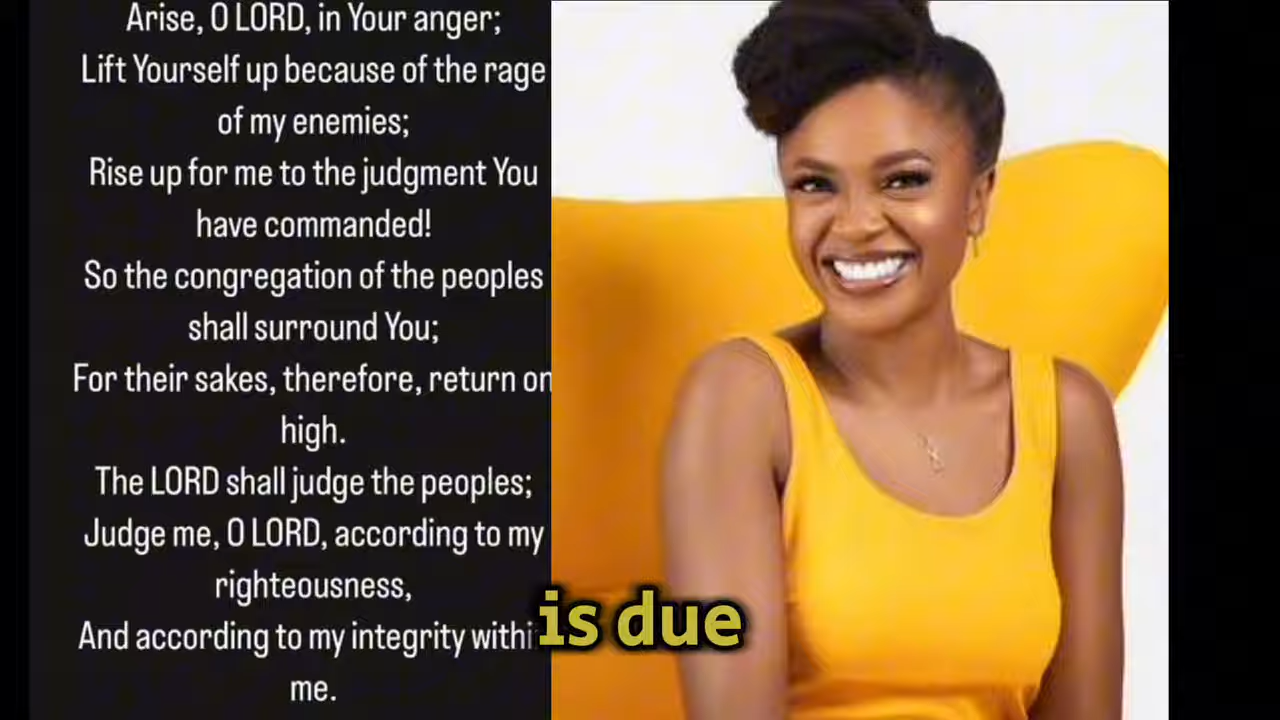 Arise, O LORD, in Your anger;
Lift Yourself up because of the rage
of my enemies;
Rise up for me to the judgment You
have commanded!
So the congregation of the peoples
shall surround You;
For their sakes, therefore, return on
high.
The LORD shall judge the peoples;
Judge me, O LORD, according to my
righteousness,
And according to my integrity withi
me.
is due